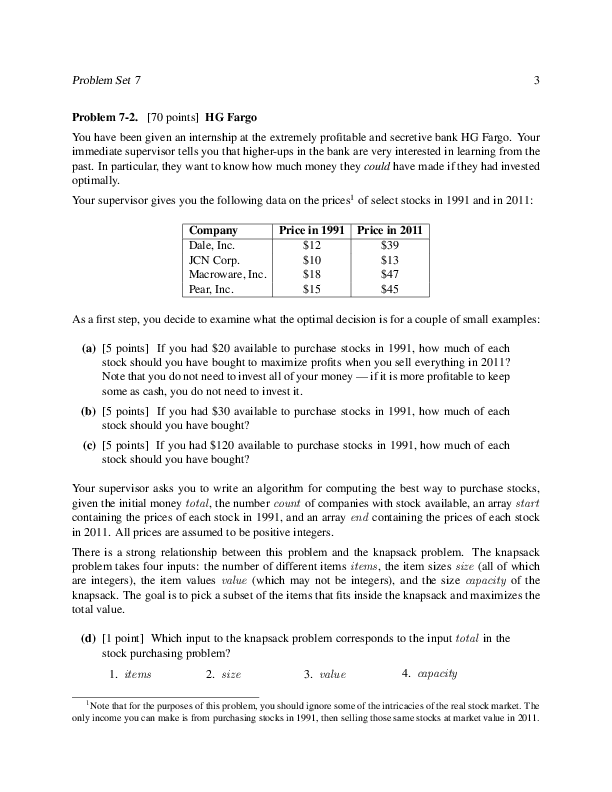 Problem Set 7 3
Problem 7-2. [70 points] HG Fargo
You have been given an internship at the extremely profitable and secretive bank HG Fargo. Your
immediate supervisor tells you that higher-ups in the bank are very interested in learning from the
past. In particular, they want to know how much money they could have made if they had invested
optimally.
Your supervisor gives you the following data on the prices1 of select stocks in 1991 and in 2011:
Company Price in 1991 Price in 2011
Dale, Inc. $12 $39
JCN Corp. $10 $13
Macroware, Inc. $18 $47
Pear, Inc. $15 $45
As a first step, you decide to examine what the optimal decision is for a couple of small examples:
(a) [5 points] If you had $20 available to purchase stocks in 1991, how much of each
stock should you have bought to maximize profits when you sell everything in 2011?
Note that you do not need to invest all of your money — if it is more profitable to keep
some as cash, you do not need to invest it.
(b) [5 points] If you had $30 available to purchase stocks in 1991, how much of each
stock should you have bought?
(c) [5 points] If you had $120 available to purchase stocks in 1991, how much of each
stock should you have bought?
Your supervisor asks you to write an algorithm for computing the best way to purchase stocks,
given the initial money total, the number count of companies with stock available, an array start
containing the prices of each stock in 1991, and an array end containing the prices of each stock
in 2011. All prices are assumed to be positive integers.
There is a strong relationship between this problem and the knapsack problem. The knapsack
problem takes four inputs: the number of different items items, the item sizes size (all of which
are integers), the item values value (which may not be integers), and the size capacity of the
knapsack. The goal is to pick a subset of the items that fits inside the knapsack and maximizes the
total value.
(d) [1 point] Which input to the knapsack problem corresponds to the input total in the
stock purchasing problem?
1. items 2. size 3. value 4. capacity
1Note that for the purposes of this problem, you should ignore some of the intricacies of the real stock market. The
only income you can make is from purchasing stocks in 1991, then selling those same stocks at market value in 2011.